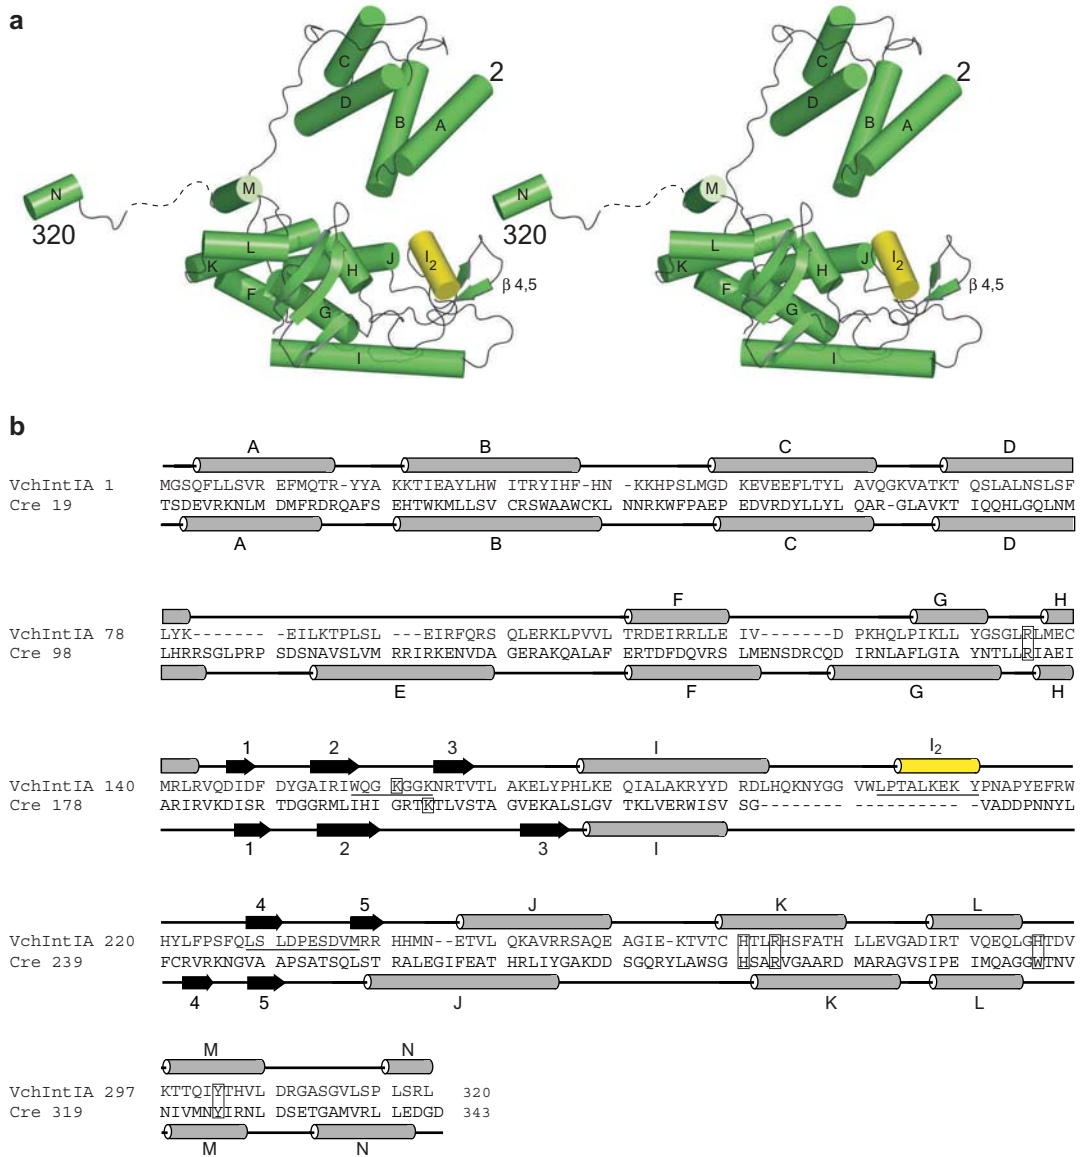 a
C
D
B
A
2
N
M
320
L
K
F
H
J
I2
β 4,5
G
I
C
D
B
A
2
N
M
320
L
K
F
H
J
I2
β 4,5
G
I
b
A B C D
VchIntIA 1 MGSQFLLSVR EFMQTR-YYA KKTIEAYLHW ITRYIHF-HN -KKHPSLMGD KEVEEFLTYL AVQGKVATKT QSLALNSLSF
Cre 19 TSDEVRKNLM DMFRDRQAFS EHTWKMLLSV CRSWAAWCKL NNRKWFPAEP EDVRDYLLYL QAR-GLAVKT IQQHLGQLNM
A B C D
F G H
VchIntIA 78 LYK------- --EILKTPLSL ---EIRFQRS QLERKLPVVL TRDEIRRLLE IV-------D PKHQLPIKLL YGSGLRLMEC
Cre 98 LHRRSGLPRP SDSNAVSLVM RRIRKENVDA GERAKQALAF ERTDFDQVRS LMENSDRCQD IRNLAFLGIA YNTLLRIAEI
E F G H
1 2 3 I I2
VchIntIA 140 MRLRVQDIDF DYGAIRIWQG KGGKNRTVTL AKELYPHLKE QIALAKRYYD RDLHQKNYGG VWLPTALKEK YPNAPYEFRW
Cre 178 ARIRVKDISR TDGGRMLIHI GRTKTLVSTA GVEKALSLGV TKLVERWISV SG-------- ---------- -VADDPNNYL
1 2 3 I
4 5 J K L
VchIntIA 220 HYLFPSFQLS LDPESDVMRR HHMN--ETVL QKAVRRSAQE AGIE-KTVTC HTLRHSFATH LLEVGADIRT VQEQLGHTDV
Cre 239 FCRVRKNGVA APSATSQLST RALEGIFEAT HRLIYGAKDD SGQRYLAWSG HSARVGAARD MARAGVSIPE IMQAGGWTNV
4 5 J K L
M N
VchIntIA 297 KTTQIYTHVL DRGASGVLSP LSRL 320
Cre 319 NIVMNYIRNL DSETGAMVRL LEDGD 343
M N